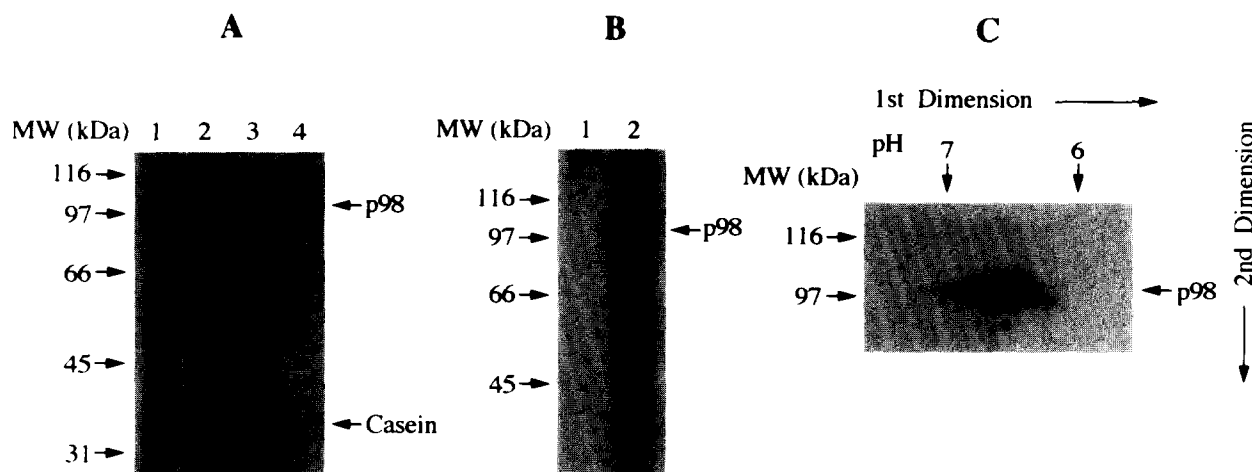 A
MW (kDa) 1 2 3 4
116
97
66
45
31
p98
Casein
B
MW (kDa) 1 2
116
97
66
45
p98
C
1st Dimension
pH 7 6
MW (kDa)
116
97
p98
2nd Dimension